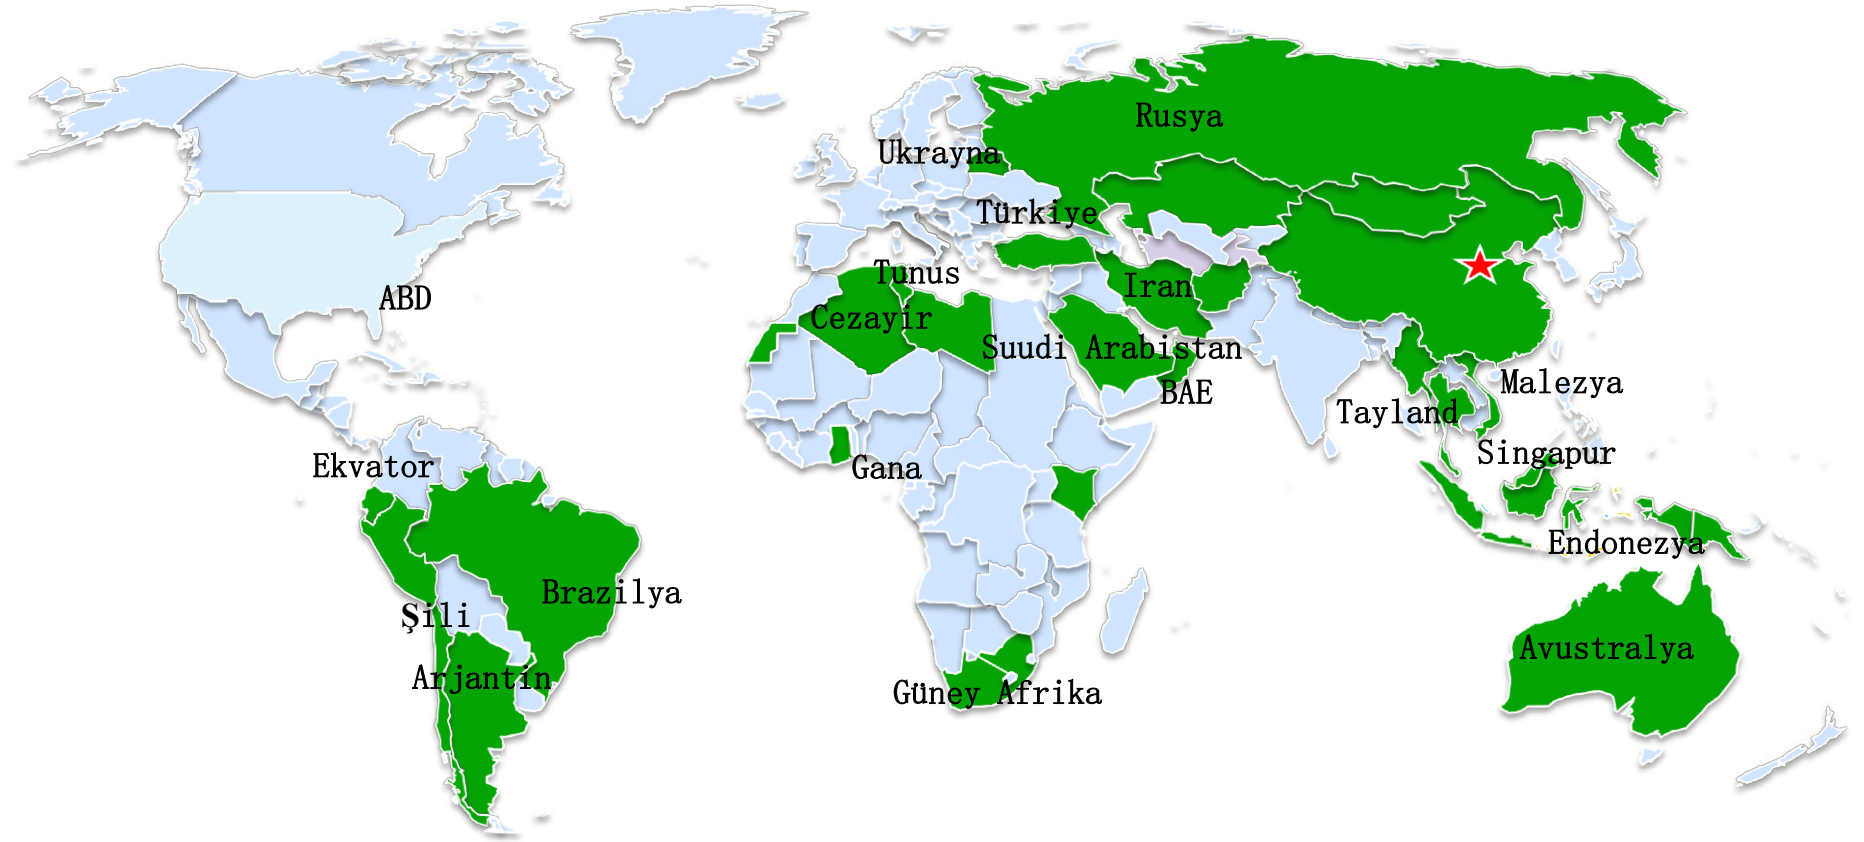 Rusya
Ukrayna
Türkiye
Tunus
Iran
ABD
Cezayir
Suudi Arabistan
BAE
Malezya
Tayland
Singapur
Ekvator
Gana
Endonezya
Brazilya
Şili
Avustralya
Arjantin
Güney Afrika